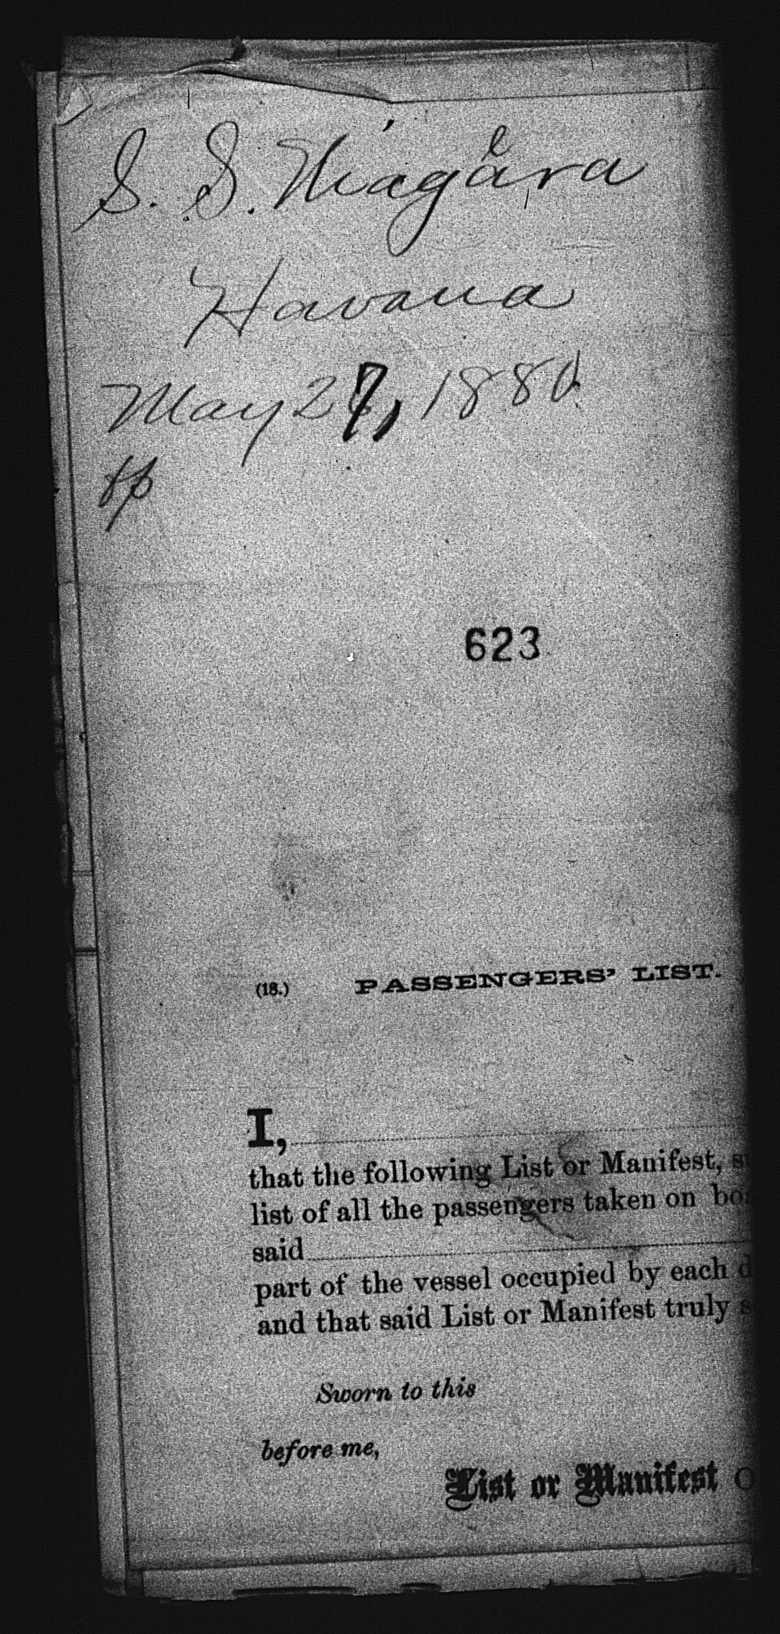 S. S. Niagara
Havana
May 27, 1880
623
(18.) PASSENGERS' LIST.
I,
that the following List or Manifest,
list of all the passengers taken on
said
part of the vessel occupied by each
and that said List or Manifest truly
Sworn to this
before me,
List or Manifest O